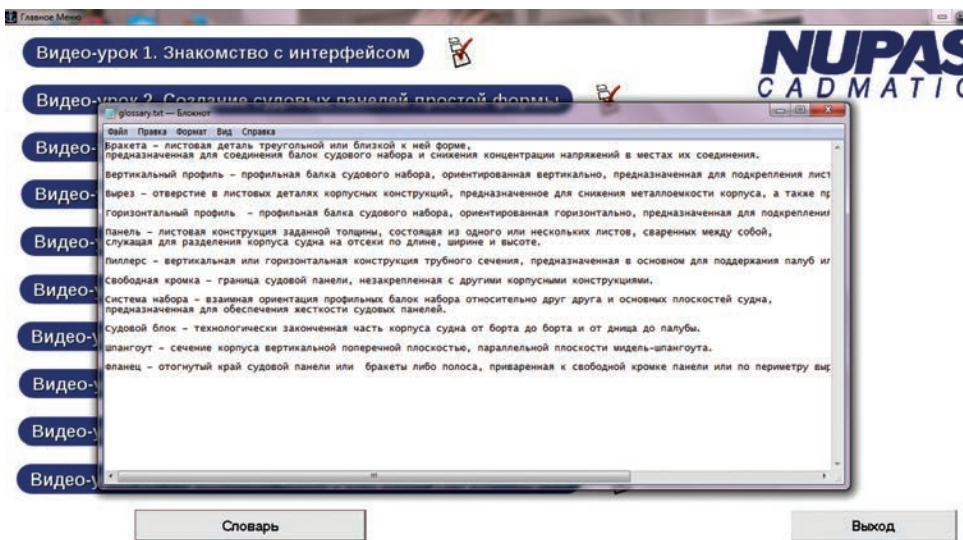 Главное Меню
Видео-урок 1. Знакомство с интерфейсом
NUPAS
CADMATIC
Видео-урок 2. Создание судовых панелей простой формы
glossary.txt — Блокнот
Файл Правка Формат Вид Справка
Бракета – листовая деталь треугольной или близкой к ней форме,
предназначенная для соединения балок судового набора и снижения концентрации напряжений в местах их соединения.
Вертикальный профиль – профильная балка судового набора, ориентированная вертикально, предназначенная для подкрепления лист
Вырез – отверстие в листовых деталях корпусных конструкций, предназначенное для снижения металлоемкости корпуса, а также пр
Горизонтальный профиль – профильная балка судового набора, ориентированная горизонтально, предназначенная для подкрепления
Панель – листовая конструкция заданной толщины, состоящая из одного или нескольких листов, сваренных между собой,
служащая для разделения корпуса судна на отсеки по длине, ширине и высоте.
Пиллерс – вертикальная или горизонтальная конструкция трубного сечения, предназначенная в основном для поддержания палуб ил
Свободная кромка – граница судовой панели, незакрепленная с другими корпусными конструкциями.
Система набора – взаимная ориентация профильных балок набора относительно друг друга и основных плоскостей судна,
предназначенная для обеспечения жесткости судовых панелей.
Судовой блок – технологически законченная часть корпуса судна от борта до борта и от днища до палубы.
Шпангоут – сечение корпуса вертикальной поперечной плоскостью, параллельной плоскости мидель-шпангоута.
Фланец – отогнутый край судовой панели или бракеты либо полоса, приваренная к свободной кромке панели или по периметру выр
Видео-
Видео-
Видео-
Видео-
Видео-у
Видео-у
Видео-у
Видео-у
Словарь
Выход